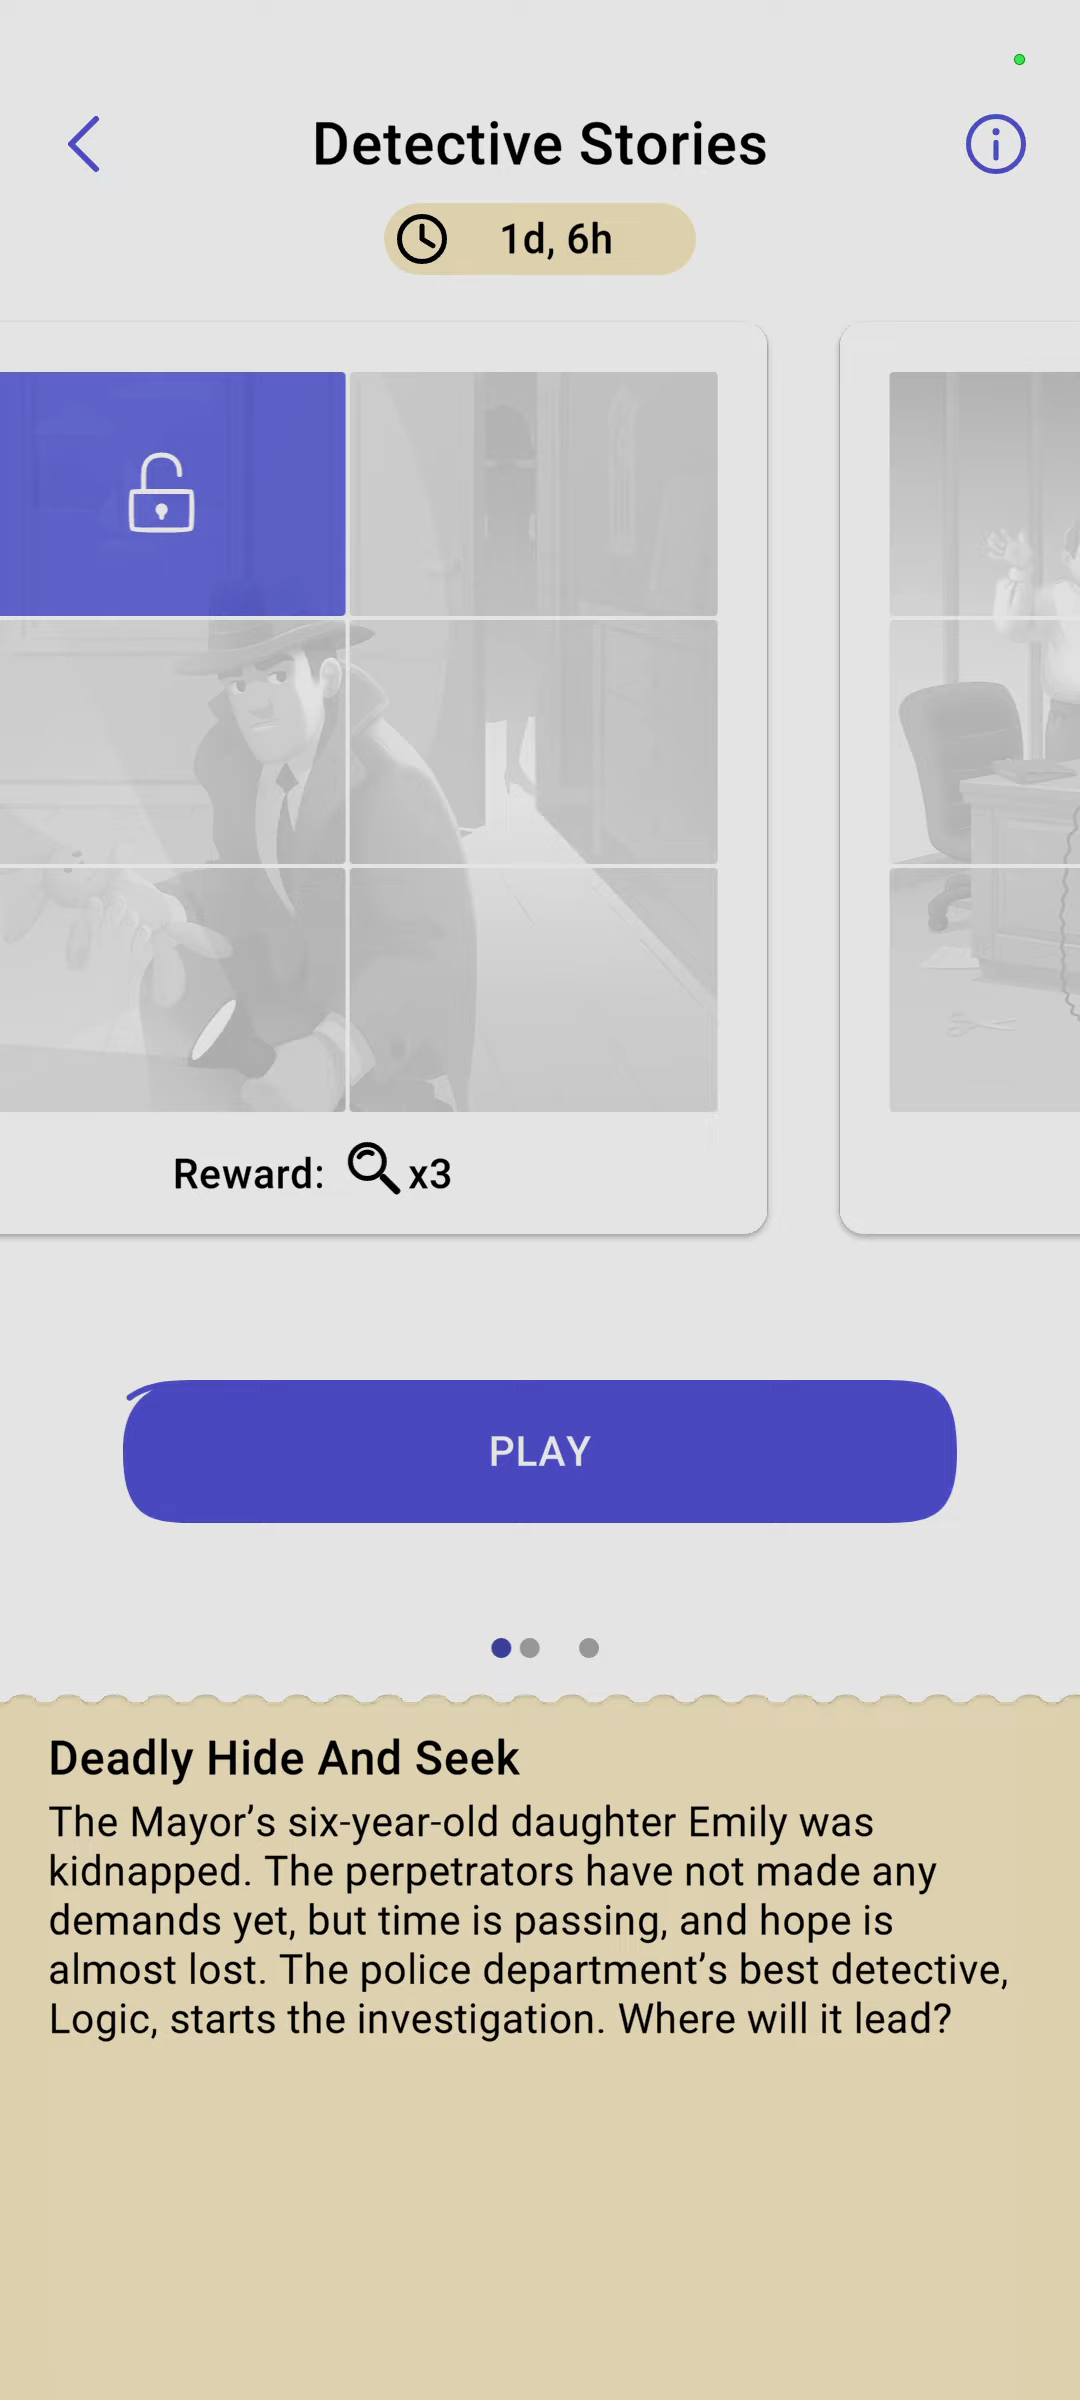 Detective Stories
1d, 6h
Reward: x3
PLAY
Deadly Hide And Seek
The Mayor’s six-year-old daughter Emily was
kidnapped. The perpetrators have not made any
demands yet, but time is passing, and hope is
almost lost. The police department’s best detective,
Logic, starts the investigation. Where will it lead?